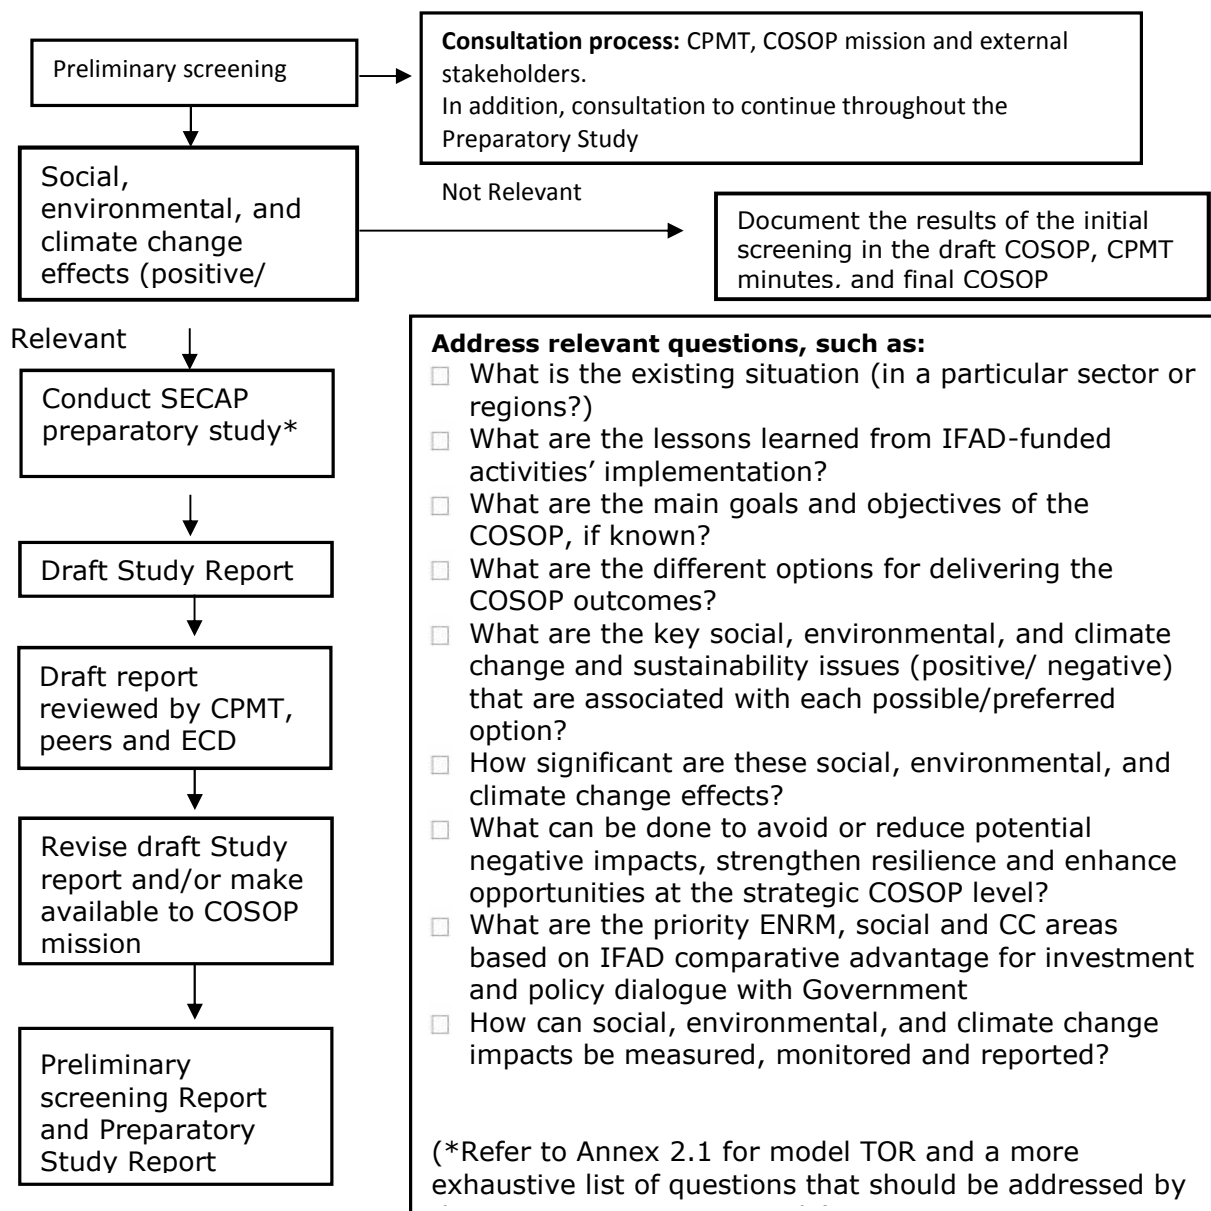 Preliminary screening
Consultation process: CPMT, COSOP mission and external
stakeholders.
In addition, consultation to continue throughout the
Preparatory Study
Social,
environmental, and
climate change
effects (positive/
Not Relevant
Document the results of the initial
screening in the draft COSOP, CPMT
minutes, and final COSOP
Relevant
Conduct SECAP
preparatory study*
Draft Study Report
Draft report
reviewed by CPMT,
peers and ECD
Revise draft Study
report and/or make
available to COSOP
mission
Preliminary
screening Report
and Preparatory
Study Report
Address relevant questions, such as:
What is the existing situation (in a particular sector or
regions?)
What are the lessons learned from IFAD-funded
activities’ implementation?
What are the main goals and objectives of the
COSOP, if known?
What are the different options for delivering the
COSOP outcomes?
What are the key social, environmental, and climate
change and sustainability issues (positive/ negative)
that are associated with each possible/preferred
option?
How significant are these social, environmental, and
climate change effects?
What can be done to avoid or reduce potential
negative impacts, strengthen resilience and enhance
opportunities at the strategic COSOP level?
What are the priority ENRM, social and CC areas
based on IFAD comparative advantage for investment
and policy dialogue with Government
How can social, environmental, and climate change
impacts be measured, monitored and reported?
(*Refer to Annex 2.1 for model TOR and a more
exhaustive list of questions that should be addressed by